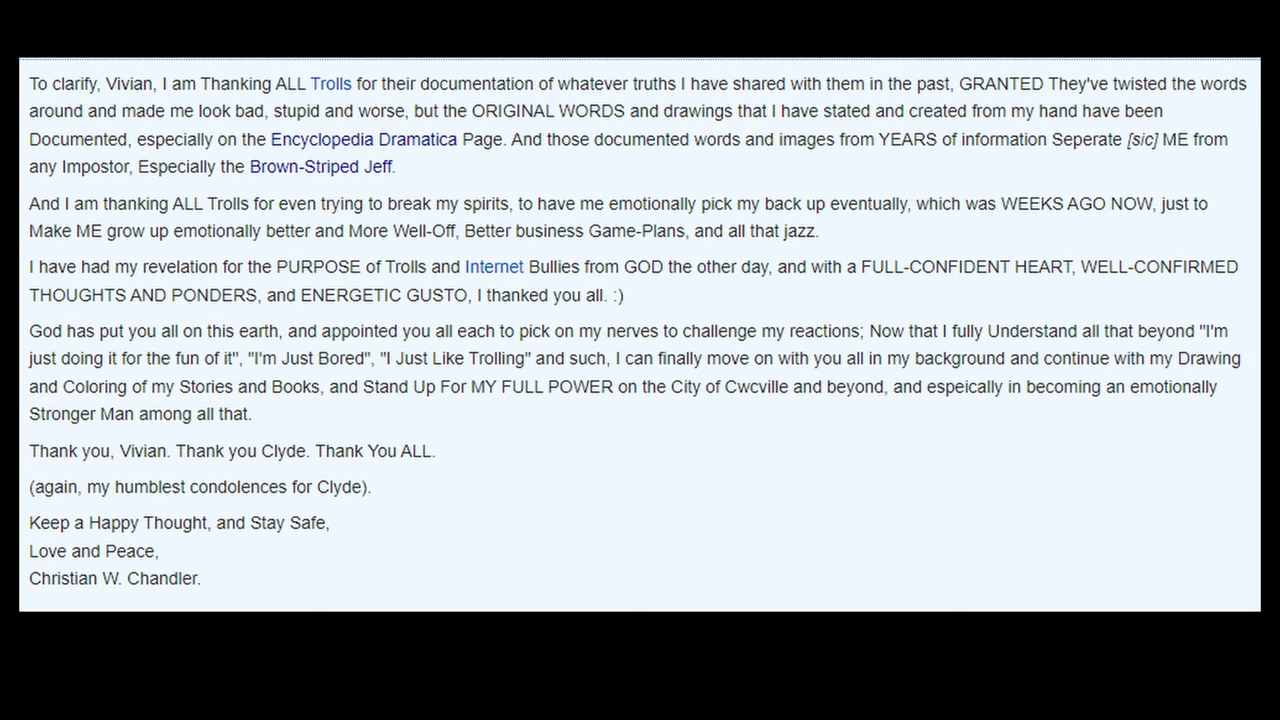 To clarify, Vivian, I am Thanking ALL Trolls for their documentation of whatever truths I have shared with them in the past, GRANTED They've twisted the words
around and made me look bad, stupid and worse, but the ORIGINAL WORDS and drawings that I have stated and created from my hand have been
Documented, especially on the Encyclopedia Dramatica Page. And those documented words and images from YEARS of information Seperate [sic] ME from
any Impostor, Especially the Brown-Striped Jeff.
And I am thanking ALL Trolls for even trying to break my spirits, to have me emotionally pick my back up eventually, which was WEEKS AGO NOW, just to
Make ME grow up emotionally better and More Well-Off, Better business Game-Plans, and all that jazz.
I have had my revelation for the PURPOSE of Trolls and Internet Bullies from GOD the other day, and with a FULL-CONFIDENT HEART, WELL-CONFIRMED
THOUGHTS AND PONDERS, and ENERGETIC GUSTO, I thanked you all. :)
God has put you all on this earth, and appointed you all each to pick on my nerves to challenge my reactions; Now that I fully Understand all that beyond "I'm
just doing it for the fun of it", "I'm Just Bored", "I Just Like Trolling" and such, I can finally move on with you all in my background and continue with my Drawing
and Coloring of my Stories and Books, and Stand Up For MY FULL POWER on the City of Cwcville and beyond, and espeically in becoming an emotionally
Stronger Man among all that.
Thank you, Vivian. Thank you Clyde. Thank You ALL.
(again, my humblest condolences for Clyde).
Keep a Happy Thought, and Stay Safe,
Love and Peace,
Christian W. Chandler.